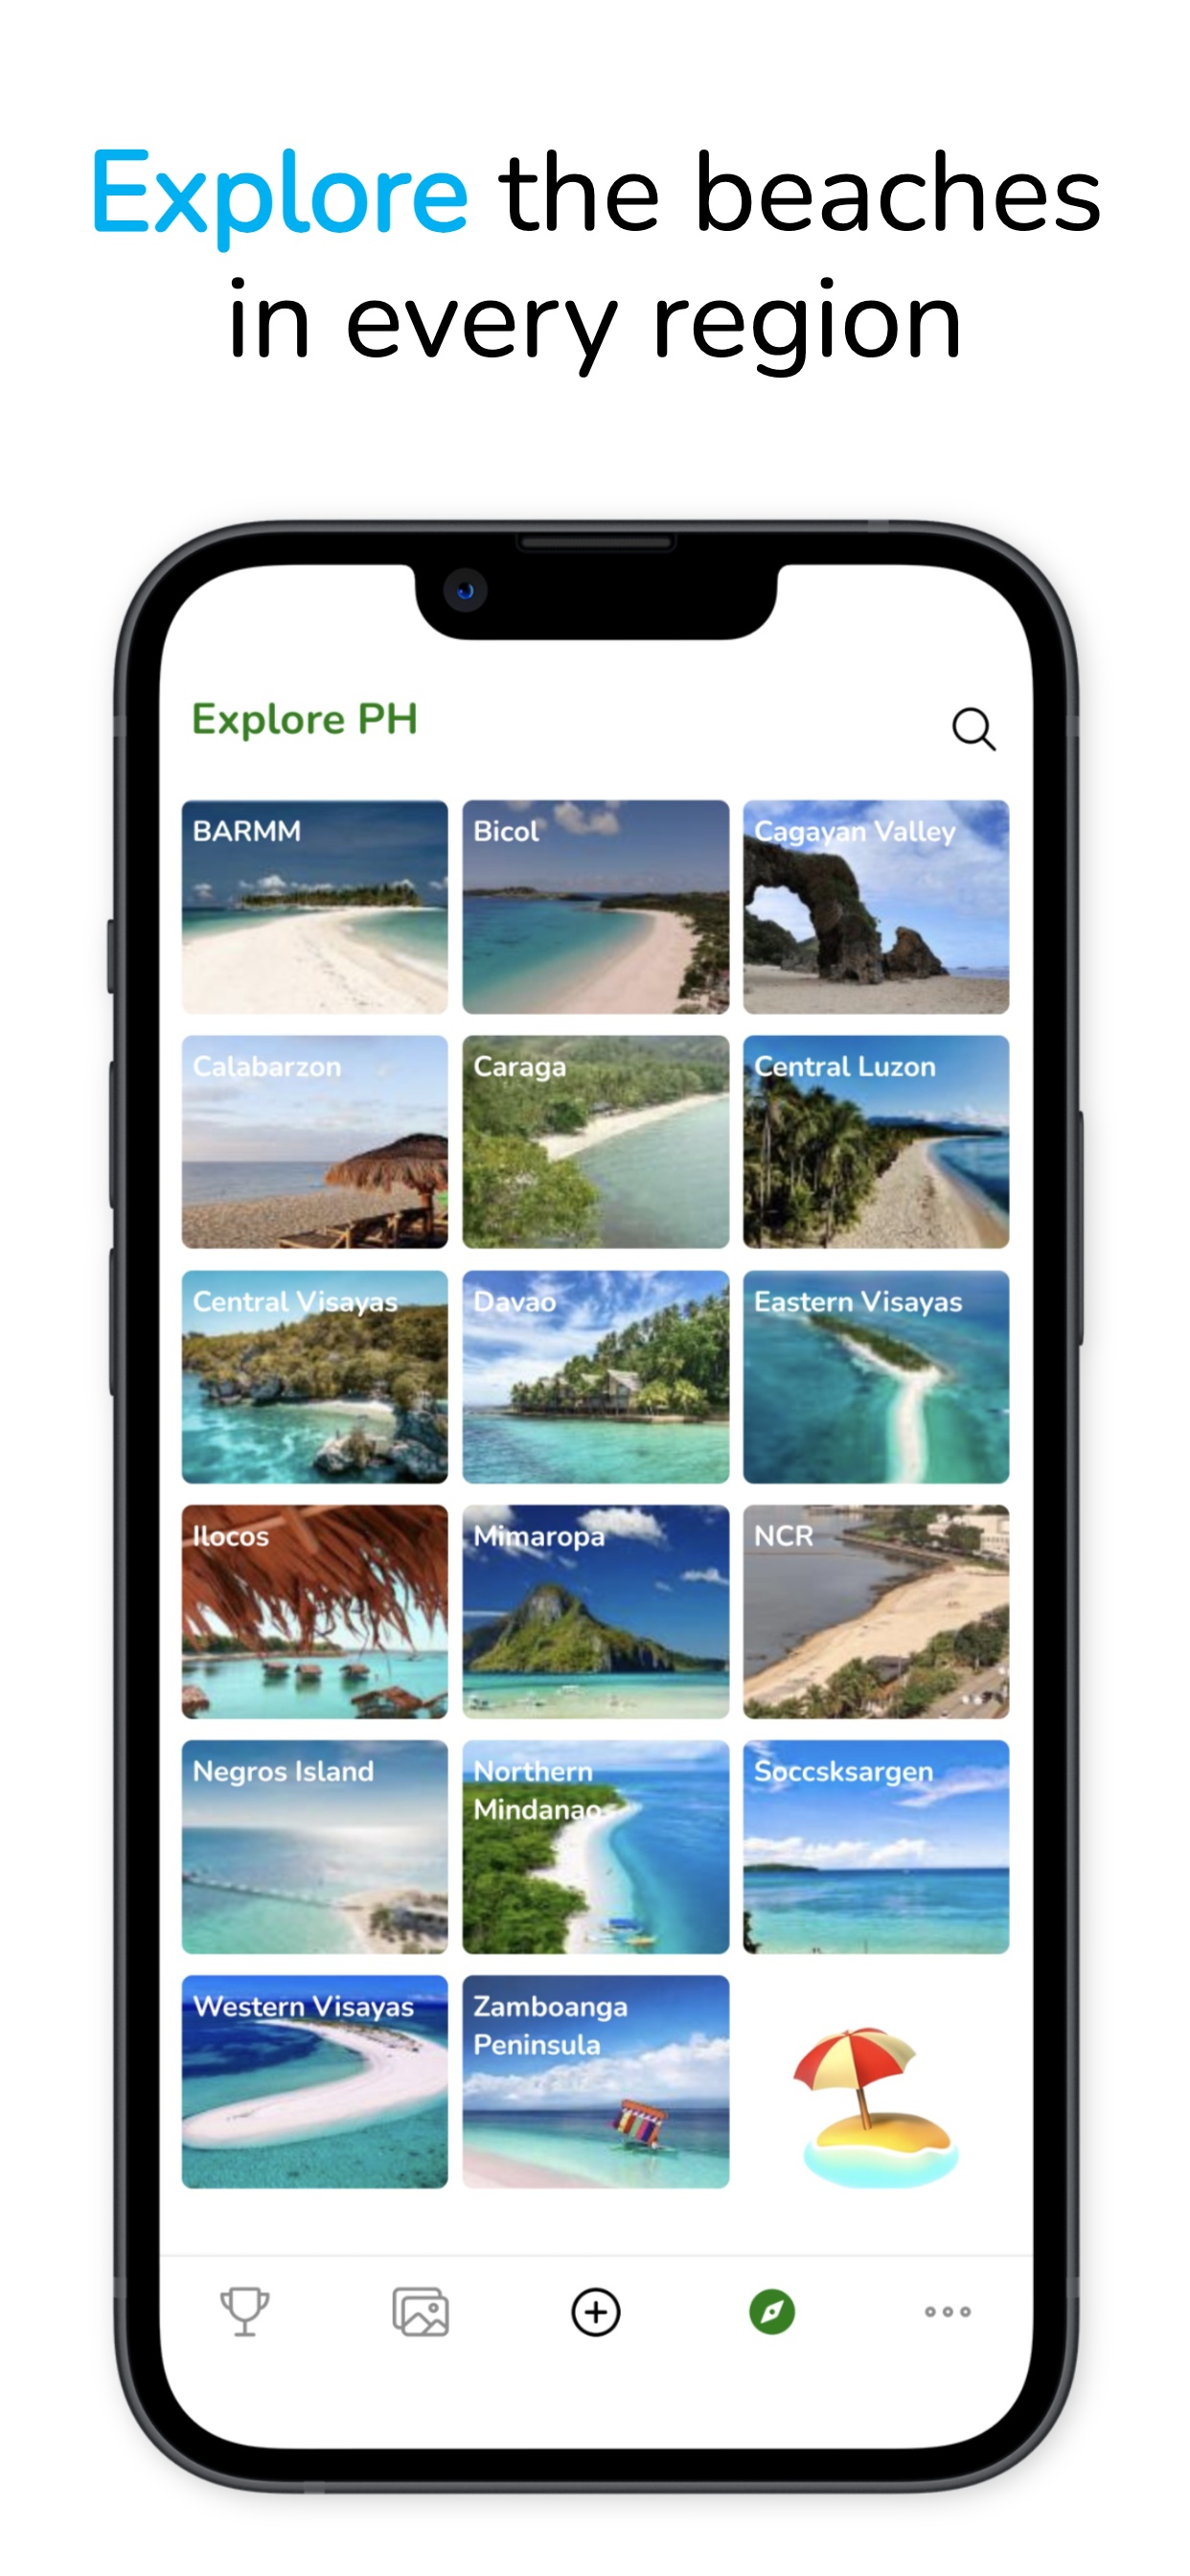 Explore the beaches
in every region
Explore PH
BARMM
Bicol
Cagayan Valley
Calabarzon
Caraga
Central Luzon
Central Visayas
Davao
Eastern Visayas
Ilocos
Mimaropa
NCR
Negros Island
Northern
Mindanao
Soccsksargen
Western Visayas
Zamboanga
Peninsula